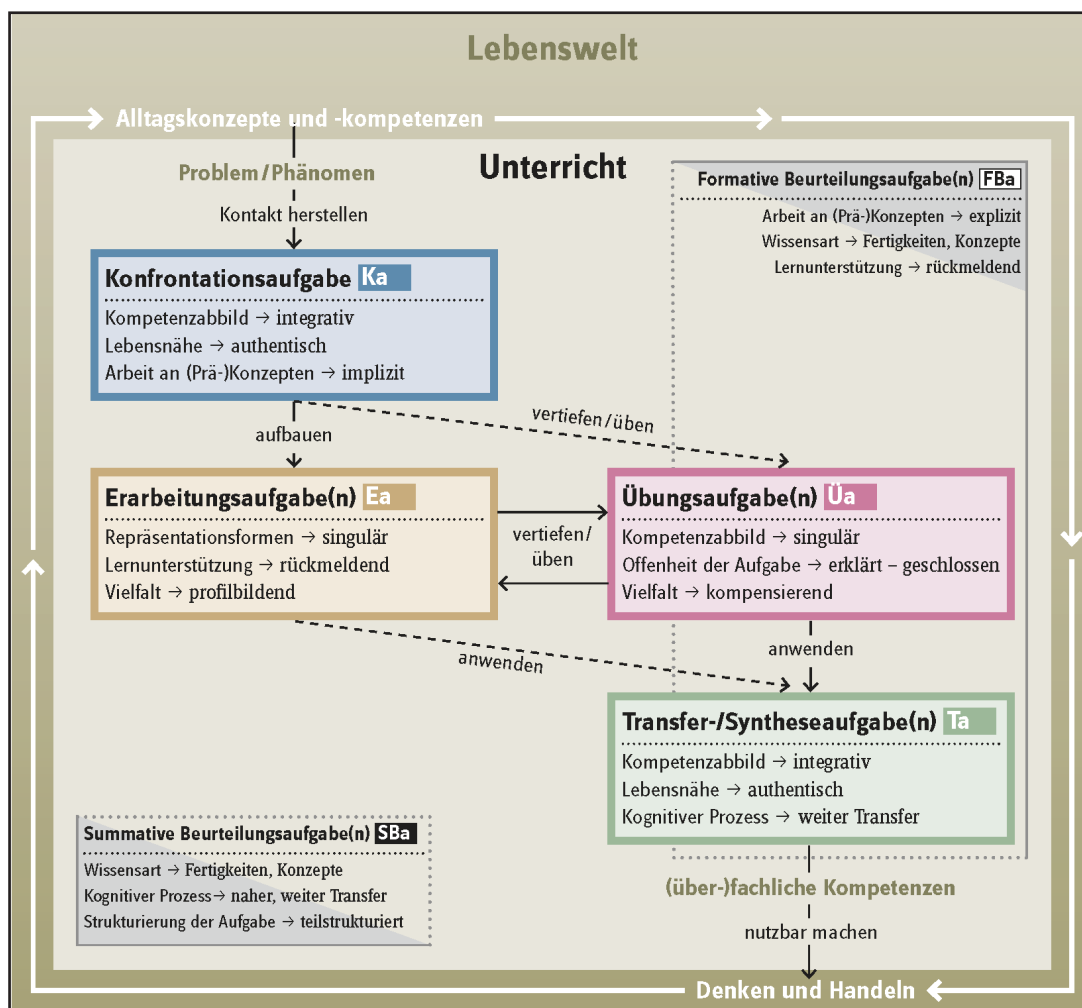 Lebenswelt
Alltagskonzepte und -kompetenzen
Unterricht
Problem/Phänomen
Kontakt herstellen
Formative Beurteilungsaufgabe(n) FBa
Arbeit an (Prä-)Konzepten → explizit
Wissensart → Fertigkeiten, Konzepte
Lernunterstützung → rückmeldend
Konfrontationsaufgabe Ka
Kompetenzabbild → integrativ
Lebensnähe → authentisch
Arbeit an (Prä-)Konzepten → implizit
aufbauen
vertiefen/üben
Erarbeitungsaufgabe(n) Ea
Repräsentationsformen → singulär
Lernunterstützung → rückmeldend
Vielfalt → profilbildend
vertiefen/
üben
Übungsaufgabe(n) Üa
Kompetenzabbild → singulär
Offenheit der Aufgabe → erklärt – geschlossen
Vielfalt → kompensierend
anwenden
anwenden
Transfer-/Syntheseaufgabe(n) Ta
Kompetenzabbild → integrativ
Lebensnähe → authentisch
Kognitiver Prozess → weiter Transfer
Summative Beurteilungsaufgabe(n) SBa
Wissensart → Fertigkeiten, Konzepte
Kognitiver Prozess → naher, weiter Transfer
Strukturierung der Aufgabe → teilstrukturiert
(über-)fachliche Kompetenzen
nutzbar machen
Denken und Handeln